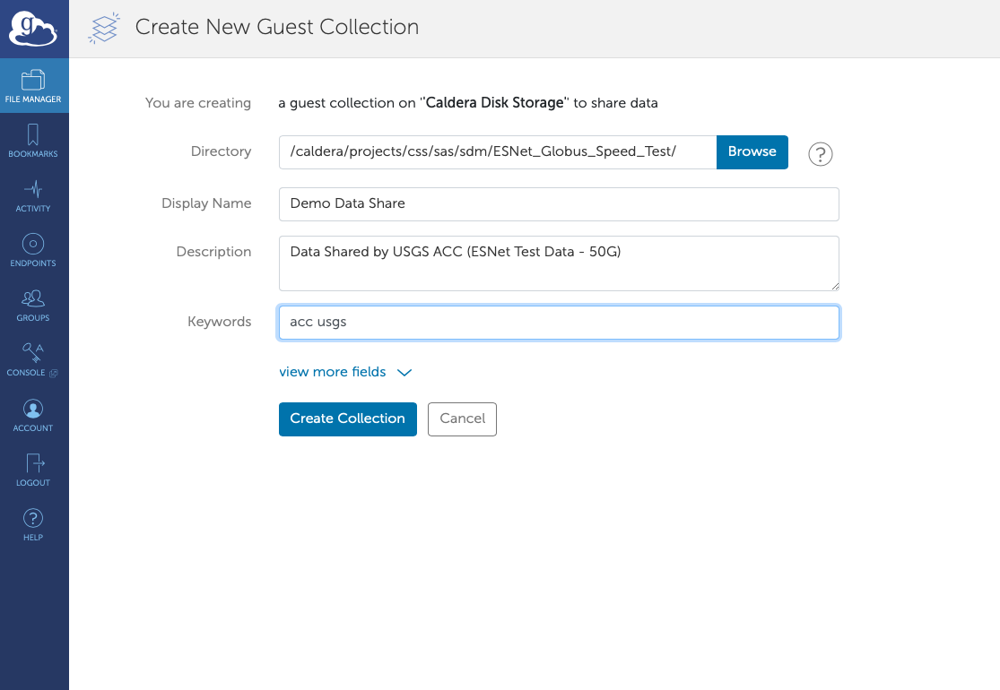 g
Create New Guest Collection
FILE MANAGER
BOOKMARKS
ACTIVITY
ENDPOINTS
GROUPS
CONSOLE
ACCOUNT
LOGOUT
? HELP
You are creating a guest collection on ''Caldera Disk Storage'' to share data
Directory /caldera/projects/css/sas/sdm/ESNet_Globus_Speed_Test/ Browse ?
Display Name Demo Data Share
Description Data Shared by USGS ACC (ESNet Test Data - 50G)
Keywords acc usgs
view more fields
Create Collection Cancel